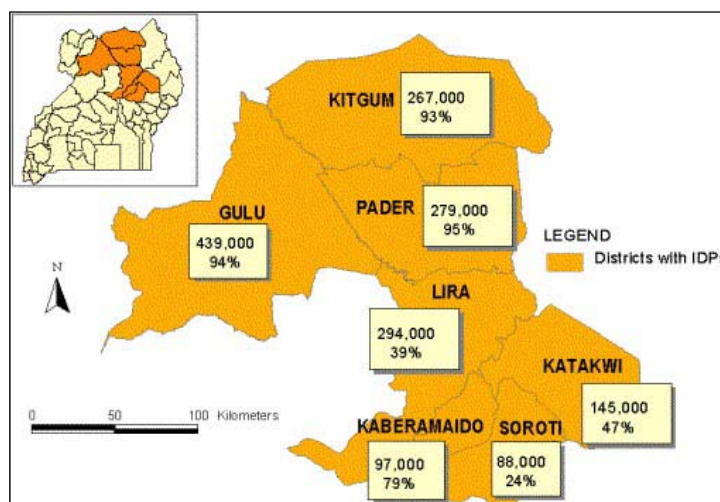 KITGUM
267,000
93%
PADER
279,000
95%
GULU
439,000
94%
LEGEND
Districts with IDPs
N
LIRA
294,000
39%
KATAKWI
145,000
47%
0 50 100 Kilometers
KABERAMAIDO
97,000
79%
SOROTI
88,000
24%